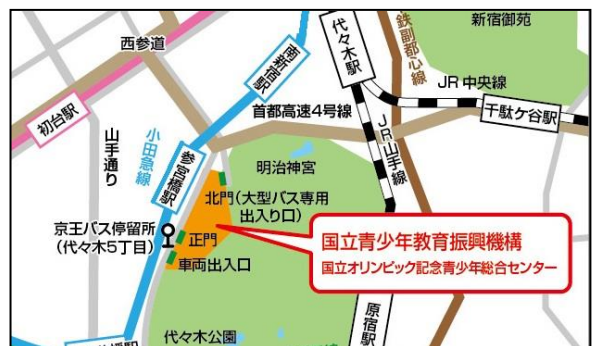 西参道
新宿御苑
鉄副都心線
代々木駅
南新宿駅
JR中央線
初台駅
首都高速4号線
千駄ケ谷駅
山手通り
小田急線
JR山手線
参宮橋駅
明治神宮
北門(大型バス専用
出入り口)
京王バス停留所
(代々木5丁目)
正門
車両出入口
国立青少年教育振興機構
国立オリンピック記念青少年総合センター
原宿駅
代々木公園